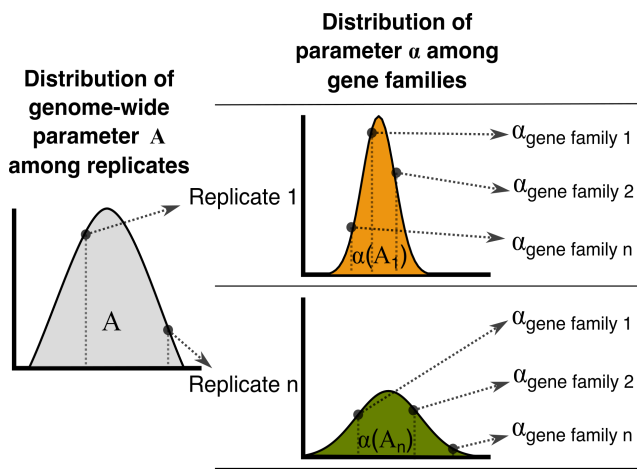 Distribution of
genome-wide
parameter A
among replicates
Distribution of
parameter α among
gene families
Replicate 1
Replicate n
A
α(A1)
αgene family 1
αgene family 2
αgene family n
α(An)
αgene family 1
αgene family 2
αgene family n